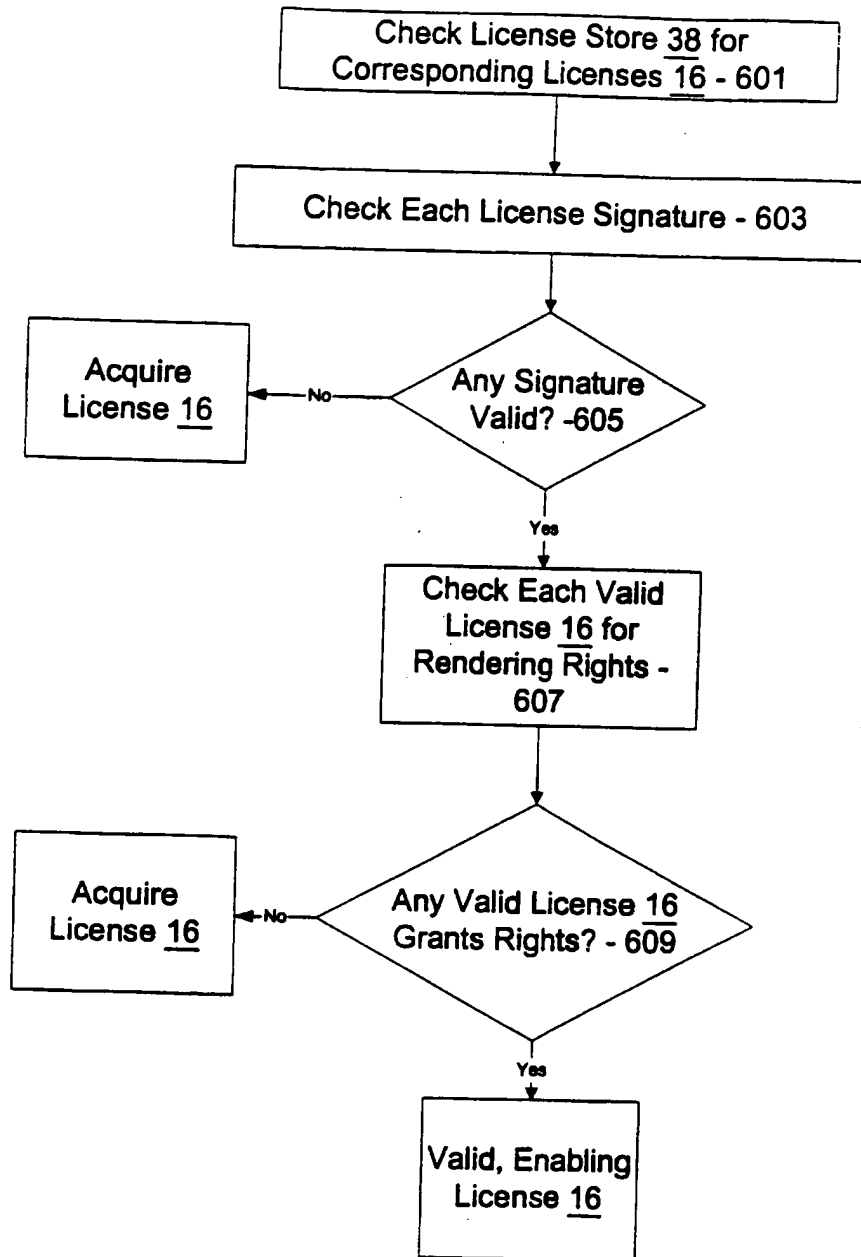 Check License Store 38 for
Corresponding Licenses 16 - 601
Check Each License Signature - 603
Any Signature
Valid? -605
No
Acquire
License 16
Yes
Check Each Valid
License 16 for
Rendering Rights -
607
Any Valid License 16
Grants Rights? - 609
No
Acquire
License 16
Yes
Valid, Enabling
License 16